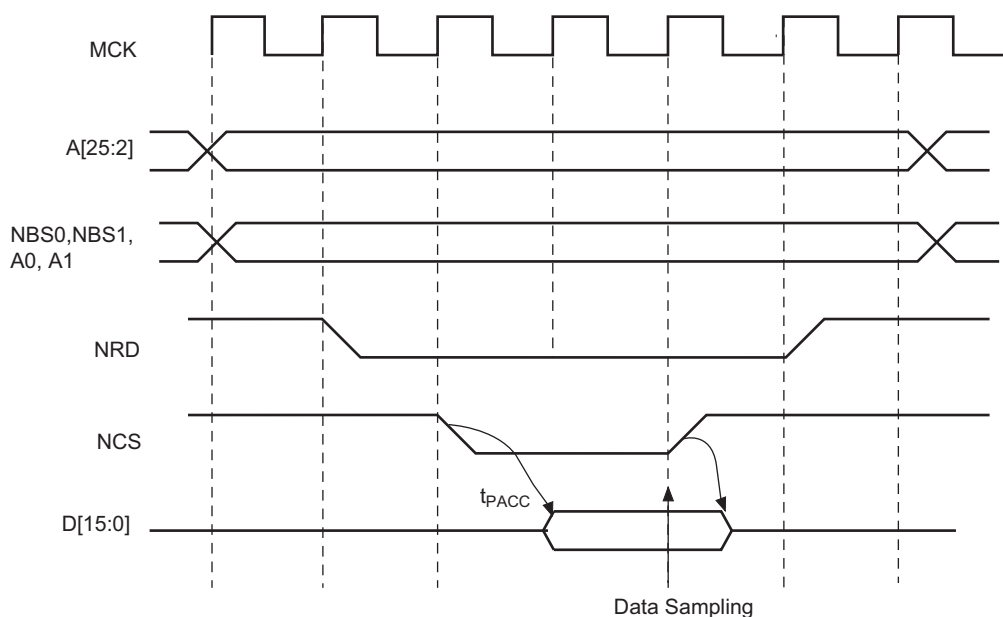 MCK
A[25:2]
NBS0,NBS1,
A0, A1
NRD
NCS
tPACC
D[15:0]
Data Sampling